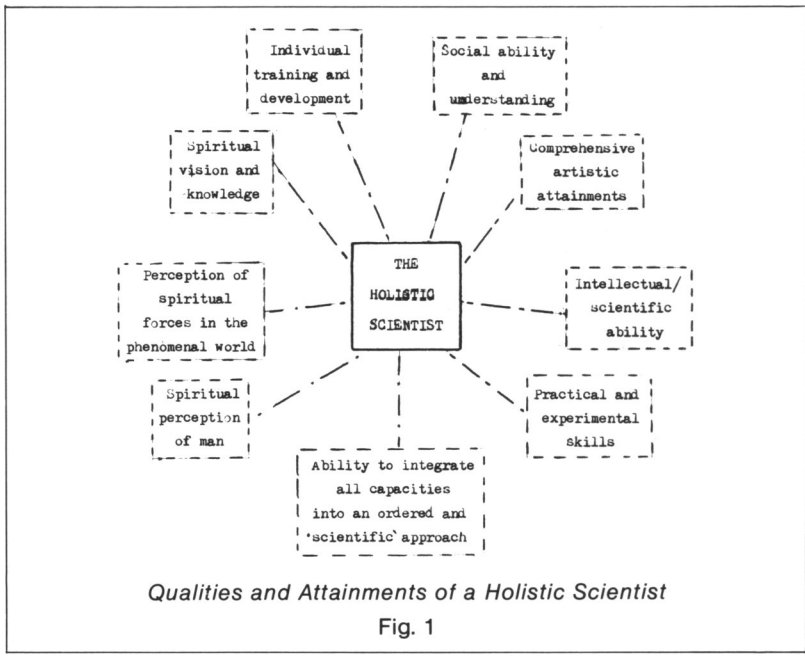 Individual
training and
development
Social ability
and
understanding
Spiritual
vision and
knowledge
Comprehensive
artistic
attainments
THE
HOLISTIC
SCIENTIST
Perception of
spiritual
forces in the
phenomenal world
Intellectual/
scientific
ability
Spiritual
perception
of man
Practical and
experimental
skills
Ability to integrate
all capacities
into an ordered and
'scientific' approach
Qualities and Attainments of a Holistic Scientist
Fig. 1